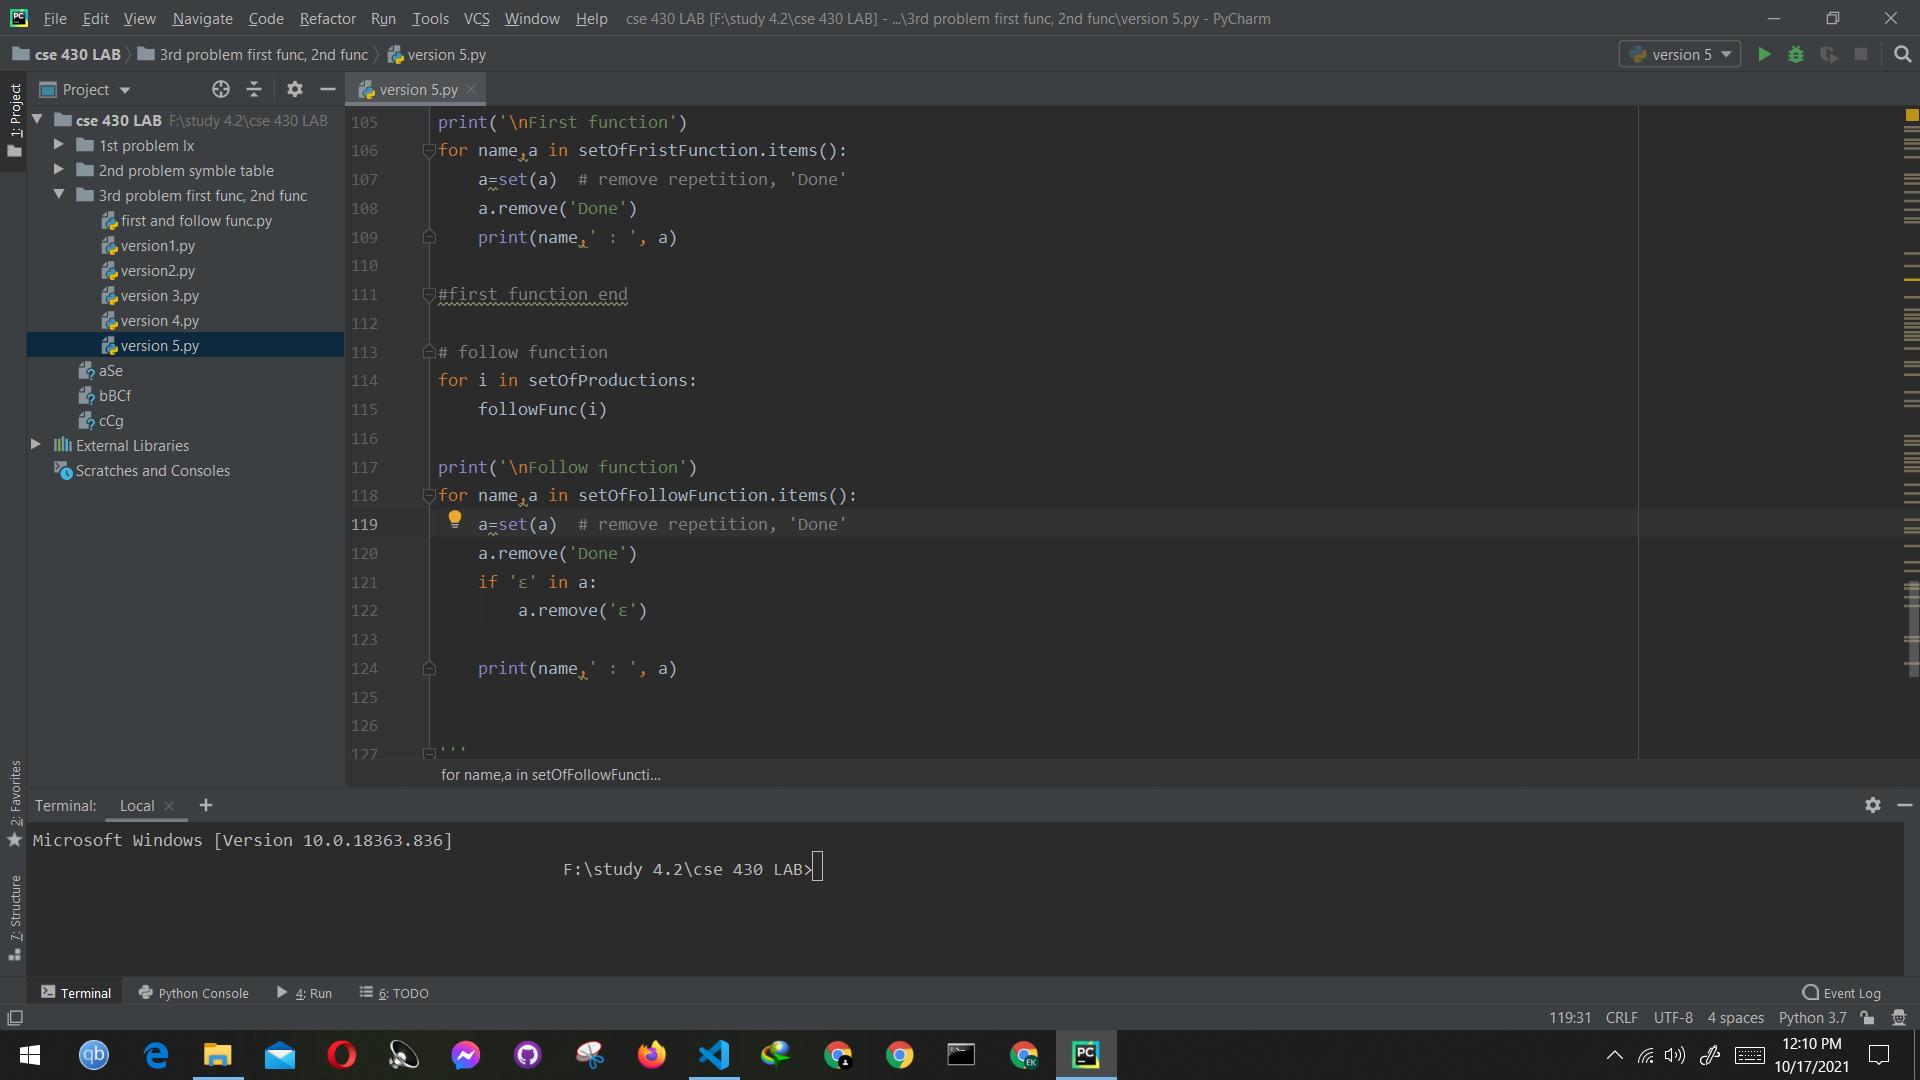 File Edit View Navigate Code Refactor Run Tools VCS Window Help cse 430 LAB [F:\study 4.2\cse 430 LAB] - ...\3rd problem first func, 2nd func\version 5.py - PyCharm
cse 430 LAB 3rd problem first func, 2nd func version 5.py
version 5
1: Project
Project
version 5.py
cse 430 LAB F:\study 4.2\cse 430 LAB
1st problem lx
2nd problem symble table
3rd problem first func, 2nd func
first and follow func.py
version1.py
version2.py
version 3.py
version 4.py
version 5.py
aSe
bBCf
cCg
External Libraries
Scratches and Consoles
105 print('\nFirst function')
106 for name,a in setOfFristFunction.items():
107 a=set(a) # remove repetition, 'Done'
108 a.remove('Done')
109 print(name,' : ', a)
110
111 #first function end
112
113 # follow function
114 for i in setOfProductions:
115 followFunc(i)
116
117 print('\nFollow function')
118 for name,a in setOfFollowFunction.items():
119 a=set(a) # remove repetition, 'Done'
120 a.remove('Done')
121 if 'ε' in a:
122 a.remove('ε')
123
124 print(name,' : ', a)
125
126
127 '''
for name,a in setOfFollowFuncti...
2: Favorites
7: Structure
Terminal: Local
Microsoft Windows [Version 10.0.18363.836]
F:\study 4.2\cse 430 LAB>
Terminal Python Console 4: Run 6: TODO Event Log
119:31 CRLF UTF-8 4 spaces Python 3.7
qb
EK
PC
12:10 PM
10/17/2021